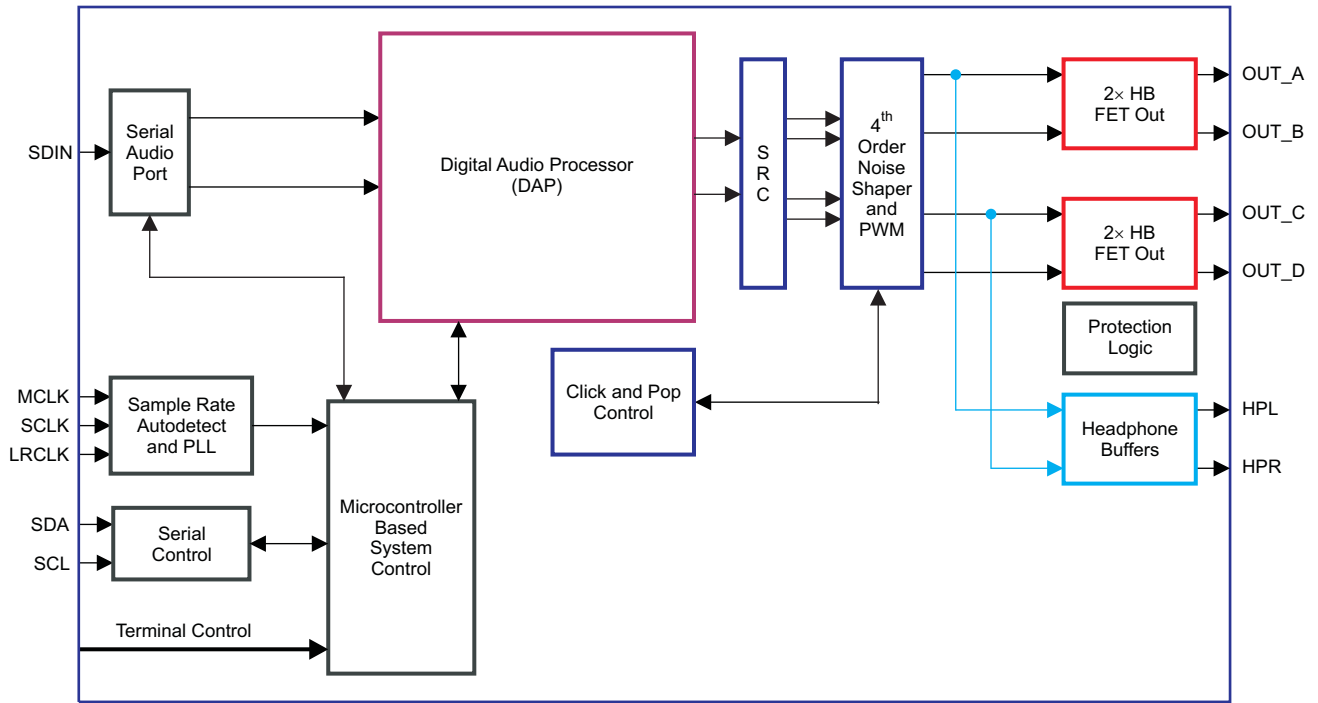 SDIN
Serial
Audio
Port
Digital Audio Processor
(DAP)
S
R
C
4th
Order
Noise
Shaper
and
PWM
2× HB
FET Out
OUT_A
OUT_B
2× HB
FET Out
OUT_C
OUT_D
Protection
Logic
Click and Pop
Control
Headphone
Buffers
HPL
HPR
MCLK
SCLK
LRCLK
Sample Rate
Autodetect
and PLL
SDA
SCL
Serial
Control
Microcontroller
Based
System
Control
Terminal Control